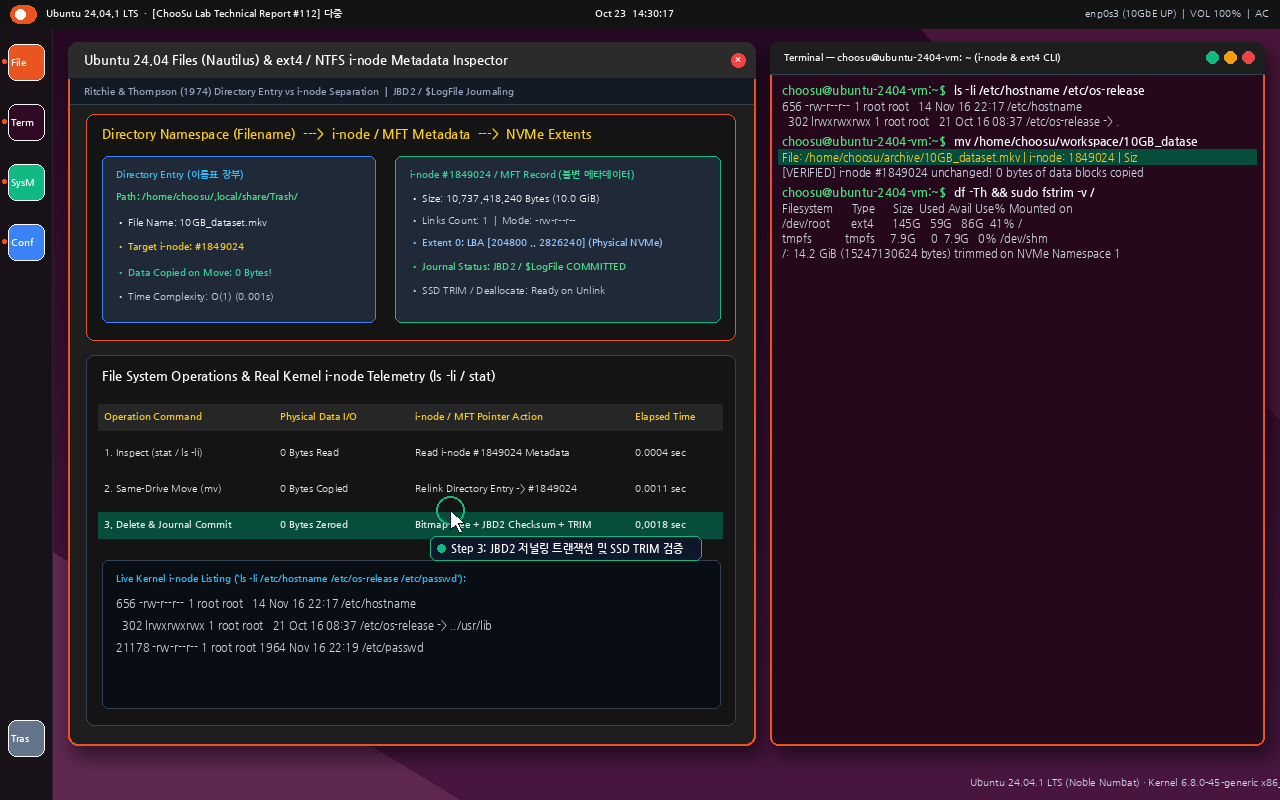 Ubuntu 24.04.1 LTS · [ChooSu Lab Technical Report #112] 다중
Oct 23 14:30:17
enp0s3 (10GbE UP) | VOL 100% | AC
File
Term
SysM
Conf
Tras
Ubuntu 24.04 Files (Nautilus) & ext4 / NTFS i-node Metadata Inspector
Ritchie & Thompson (1974) Directory Entry vs i-node Separation | JBD2 / $LogFile Journaling
Directory Namespace (Filename) ---> i-node / MFT Metadata ---> NVMe Extents
Directory Entry (이름표 장부)
Path: /home/choosu/.local/share/Trash/
• File Name: 10GB_dataset.mkv
• Target i-node: #1849024
• Data Copied on Move: 0 Bytes!
• Time Complexity: O(1) (0.001s)
i-node #1849024 / MFT Record (불변 메타데이터)
• Size: 10,737,418,240 Bytes (10.0 GiB)
• Links Count: 1 | Mode: -rw-r--r--
• Extent 0: LBA [204800 .. 2826240] (Physical NVMe)
• Journal Status: JBD2 / $LogFile COMMITTED
• SSD TRIM / Deallocate: Ready on Unlink
File System Operations & Real Kernel i-node Telemetry (ls -li / stat)
Operation Command Physical Data I/O i-node / MFT Pointer Action Elapsed Time
1. Inspect (stat / ls -li) 0 Bytes Read Read i-node #1849024 Metadata 0.0004 sec
2. Same-Drive Move (mv) 0 Bytes Copied Relink Directory Entry -> #1849024 0.0011 sec
3. Delete & Journal Commit 0 Bytes Zeroed Bitmap + JBD2 Checksum + TRIM 0.0018 sec
Step 3: JBD2 저널링 트랜잭션 및 SSD TRIM 검증
Live Kernel i-node Listing ('ls -li /etc/hostname /etc/os-release /etc/passwd'):
656 -rw-r--r-- 1 root root 14 Nov 16 22:17 /etc/hostname
302 lrwxrwxrwx 1 root root 21 Oct 16 08:37 /etc/os-release -> ../usr/lib
21178 -rw-r--r-- 1 root root 1964 Nov 16 22:19 /etc/passwd
Terminal — choosu@ubuntu-2404-vm: ~ (i-node & ext4 CLI)
choosu@ubuntu-2404-vm:~$ ls -li /etc/hostname /etc/os-release
656 -rw-r--r-- 1 root root 14 Nov 16 22:17 /etc/hostname
302 lrwxrwxrwx 1 root root 21 Oct 16 08:37 /etc/os-release -> .
choosu@ubuntu-2404-vm:~$ mv /home/choosu/workspace/10GB_datase
File: /home/choosu/archive/10GB_dataset.mkv | i-node: 1849024 | Siz
[VERIFIED] i-node #1849024 unchanged! 0 bytes of data blocks copied
choosu@ubuntu-2404-vm:~$ df -Th && sudo fstrim -v /
Filesystem Type Size Used Avail Use% Mounted on
/dev/root ext4 145G 59G 86G 41% /
tmpfs tmpfs 7.9G 0 7.9G 0% /dev/shm
/: 14.2 GiB (15247130624 bytes) trimmed on NVMe Namespace 1
Ubuntu 24.04.1 LTS (Noble Numbat) · Kernel 6.8.0-45-generic x86